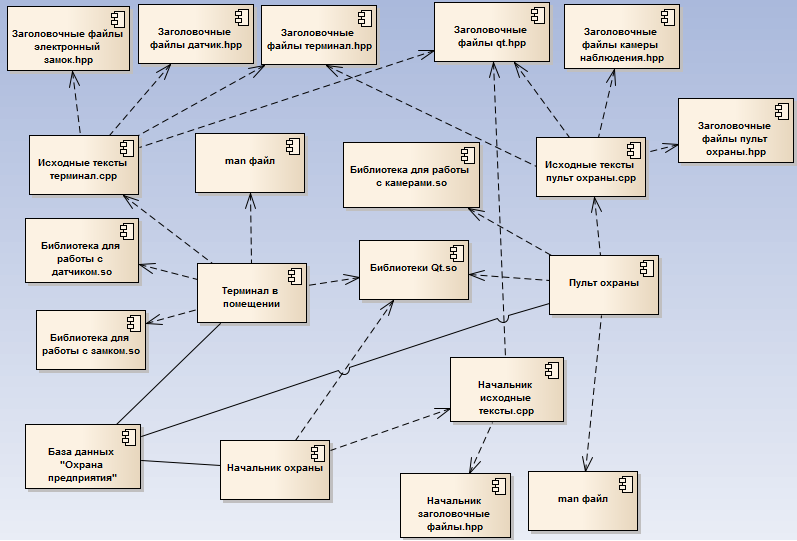 Заголовочные файлы
электронный
замок.hpp
Заголовочные
файлы датчик.hpp
Заголовочные
файлы терминал.hpp
Заголовочные
файлы qt.hpp
Заголовочные
файлы камеры
наблюдения.hpp
Заголовочные
файлы пульт
охраны.hpp
Исходные тексты
терминал.cpp
man файл
Библиотека для работы
с камерами.so
Исходные тексты
пульт охраны.cpp
Библиотека для
работы с
датчиком.so
Терминал в
помещении
Библиотеки Qt.so
Пульт охраны
Библиотека для
работы с замком.so
Начальник
исходные
тексты.cpp
База данных
"Охрана
предприятия"
Начальник охраны
Начальник
заголовочные
файлы.hpp
man файл